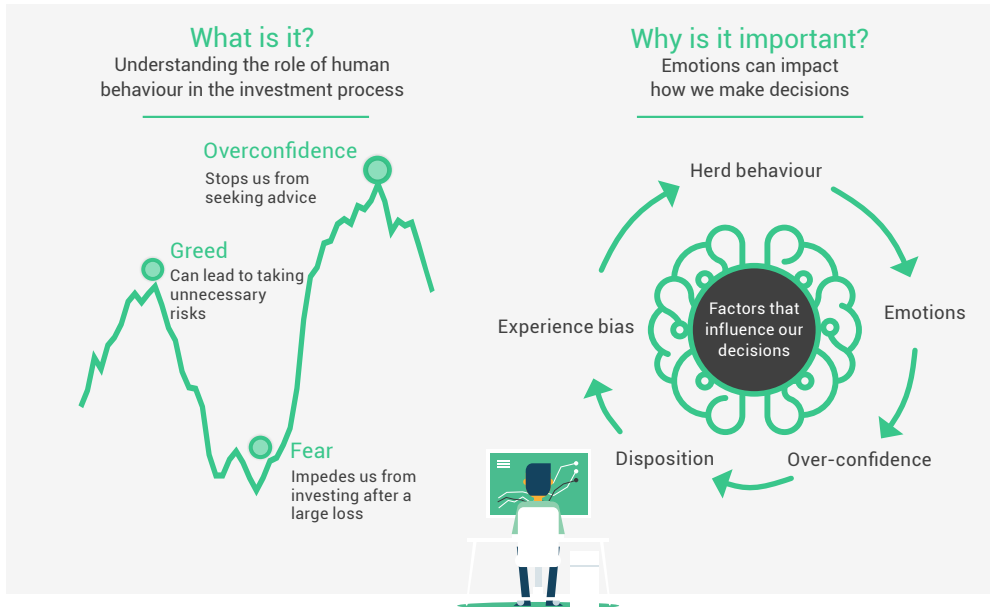 What is it?
Understanding the role of human
behaviour in the investment process
Overconfidence
Stops us from
seeking advice
Greed
Can lead to taking
unnecessary
risks
Fear
Impedes us from
investing after a
large loss
Why is it important?
Emotions can impact
how we make decisions
Herd behaviour
Emotions
Over-confidence
Disposition
Experience bias
Factors that
influence our
decisions